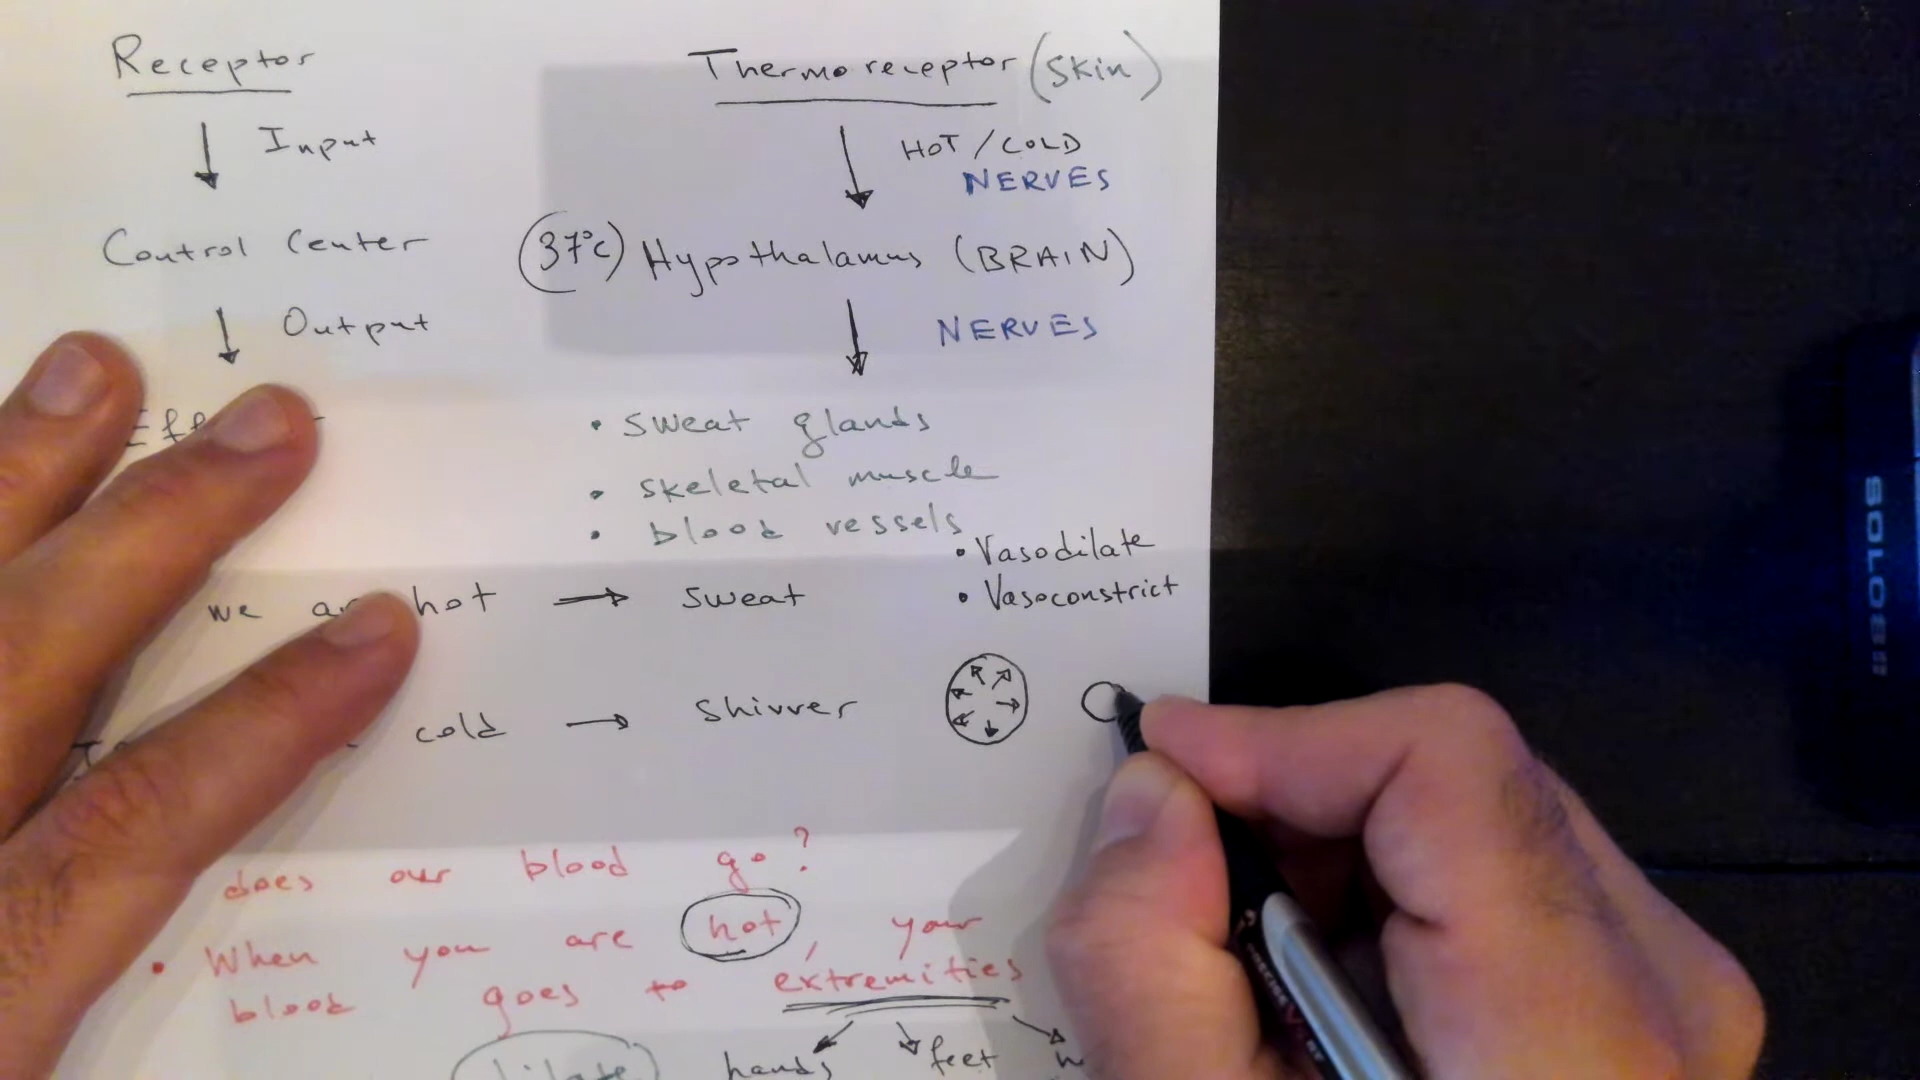 Receptor
Thermoreceptor (Skin)
Input
HOT / COLD
NERVES
Control Center
37°C Hypothalamus (BRAIN)
Output
NERVES
• sweat glands
• skeletal muscle
• blood vessels
• Vasodilate
• Vasoconstrict
we hot → sweat
cold → Shivver
does our blood go?
• When you are hot, your
blood goes to extremities
hands feet
SOLO